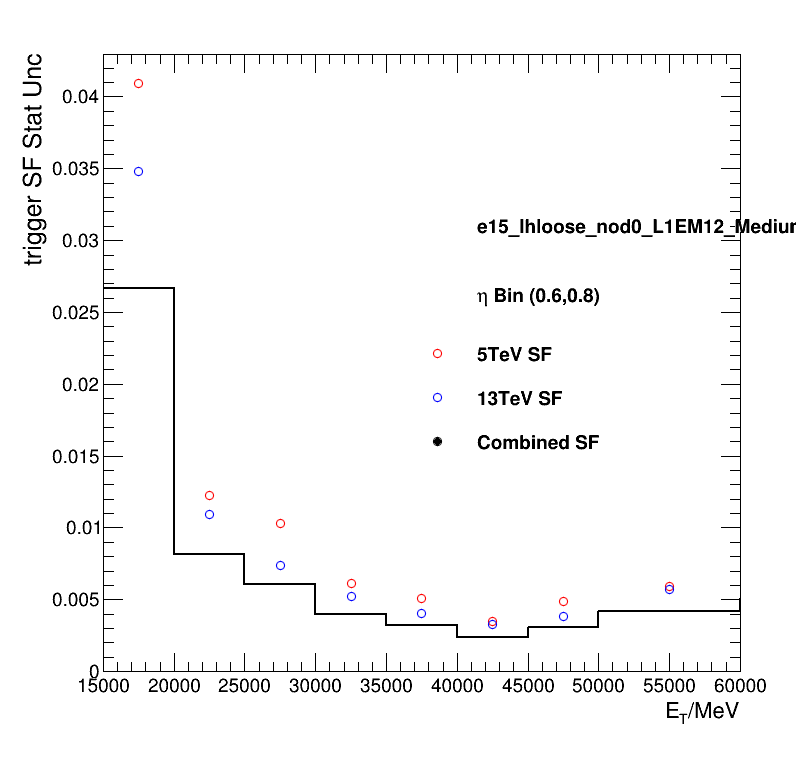 trigger SF Stat Unc
0.04
0.035
0.03
0.025
0.02
0.015
0.01
0.005
0
e15_lhloose_nod0_L1EM12_Mediur
η Bin (0.6,0.8)
5TeV SF
13TeV SF
Combined SF
15000 20000 25000 30000 35000 40000 45000 50000 55000 60000
E_T/MeV